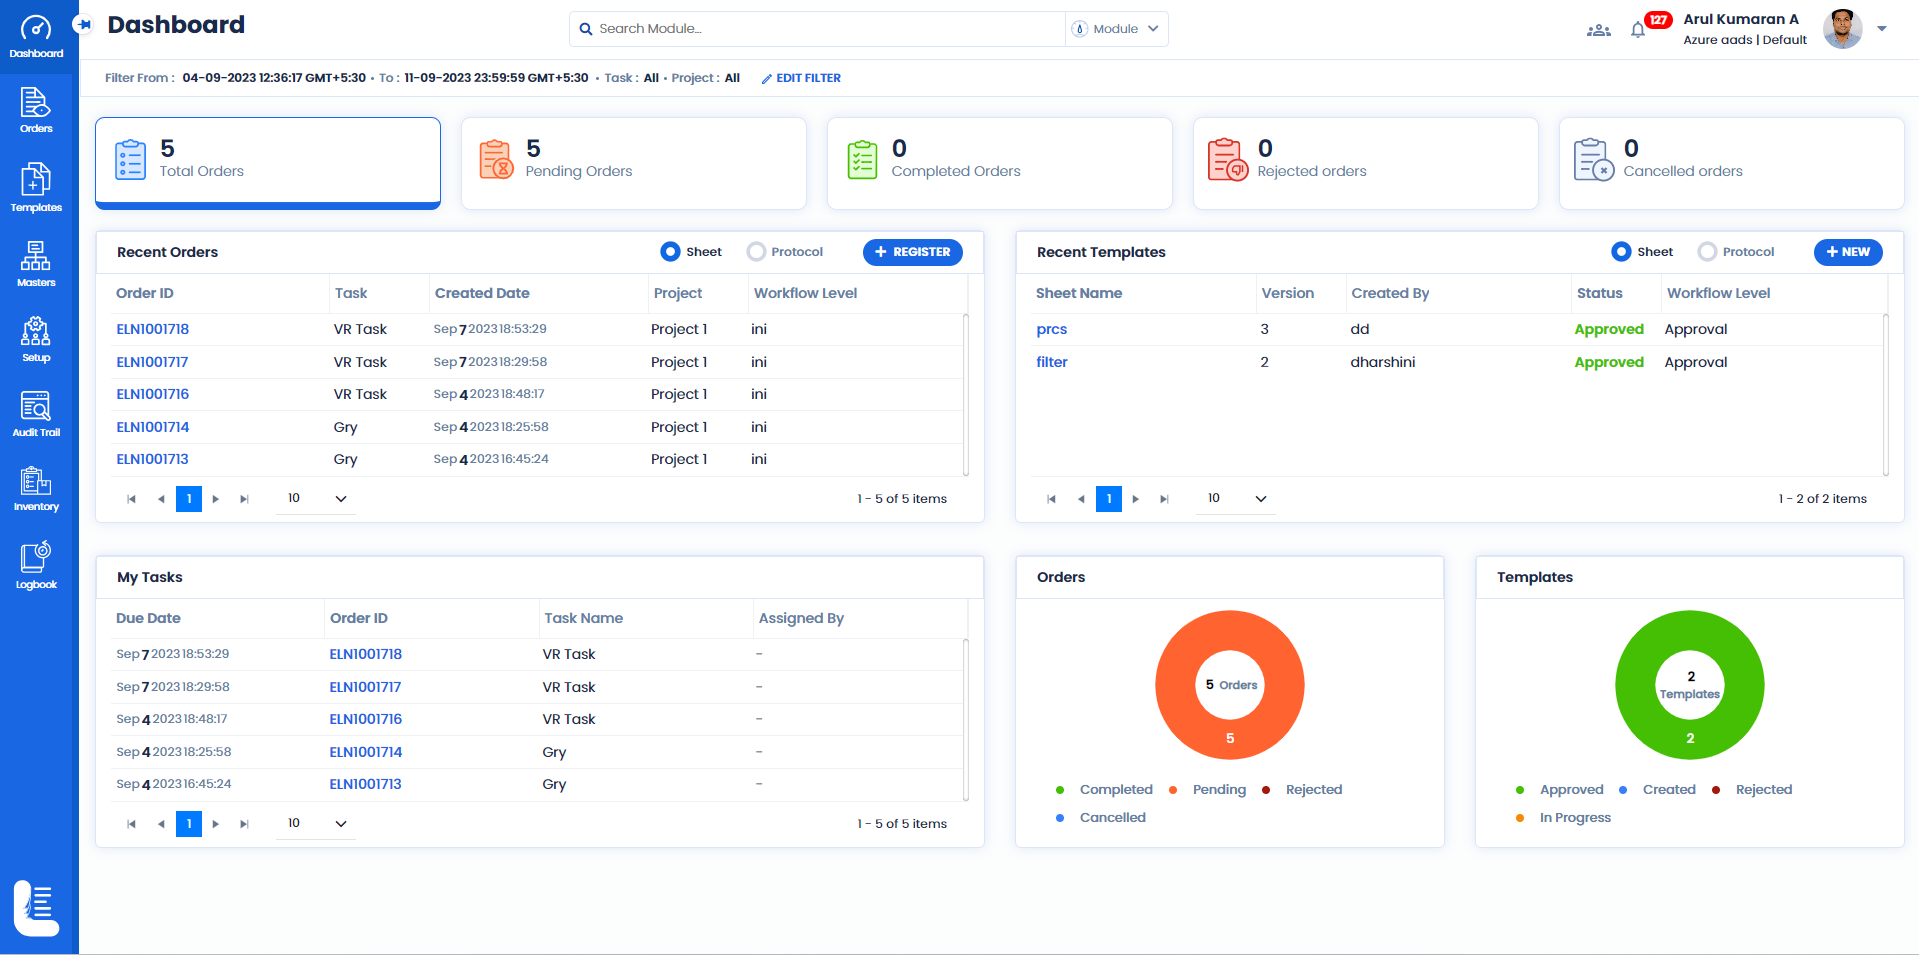 Dashboard
Search Module...
Module
127
Arul Kumaran A
Azure aads | Default
Filter From : 04-09-2023 12:36:17 GMT+5:30 • To : 11-09-2023 23:59:59 GMT+5:30 • Task : All • Project : All EDIT FILTER
Dashboard
Orders
Templates
Masters
Setup
Audit Trail
Inventory
Logbook
5
Total Orders
5
Pending Orders
0
Completed Orders
0
Rejected orders
0
Cancelled orders
Recent Orders Sheet Protocol + REGISTER
Order ID Task Created Date Project Workflow Level
ELN1001718 VR Task Sep 7 2023 18:53:29 Project 1 ini
ELN1001717 VR Task Sep 7 2023 18:29:58 Project 1 ini
ELN1001716 VR Task Sep 4 2023 18:48:17 Project 1 ini
ELN1001714 Gry Sep 4 2023 18:25:58 Project 1 ini
ELN1001713 Gry Sep 4 2023 16:45:24 Project 1 ini
1 10 1 - 5 of 5 items
Recent Templates Sheet Protocol + NEW
Sheet Name Version Created By Status Workflow Level
prcs 3 dd Approved Approval
filter 2 dharshini Approved Approval
1 10 1 - 2 of 2 items
My Tasks
Due Date Order ID Task Name Assigned By
Sep 7 2023 18:53:29 ELN1001718 VR Task -
Sep 7 2023 18:29:58 ELN1001717 VR Task -
Sep 4 2023 18:48:17 ELN1001716 VR Task -
Sep 4 2023 18:25:58 ELN1001714 Gry -
Sep 4 2023 16:45:24 ELN1001713 Gry -
1 10 1 - 5 of 5 items
Orders
5 Orders
5
Completed Pending Rejected
Cancelled
Templates
2
Templates
2
Approved Created Rejected
In Progress